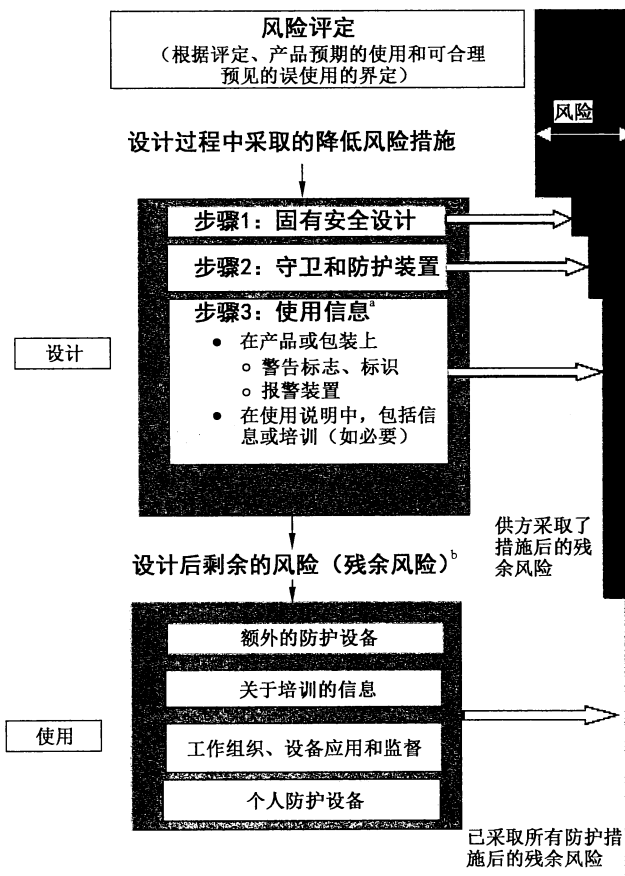 风险评定
（根据评定、产品预期的使用和可合理
预见的误使用的界定）
风险
设计过程中采取的降低风险措施
步骤1：固有安全设计
步骤2：守卫和防护装置
步骤3：使用信息a
● 在产品或包装上
○ 警告标志、标识
○ 报警装置
● 在使用说明中，包括信
息或培训（如必要）
设计
供方采取了
措施后的残
余风险
设计后剩余的风险（残余风险）b
额外的防护设备
关于培训的信息
工作组织、设备应用和监督
个人防护设备
使用
已采取所有防护措
施后的残余风险